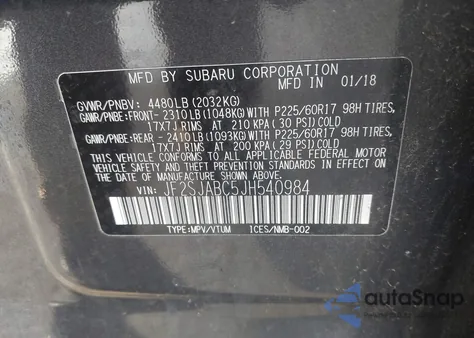 MFD BY SUBARU CORPORATION
MFD IN 01/18
GVWR/PNBV: 4480LB (2032KG)
GAWR/PNBE: FRONT- 2310LB (1048KG) WITH P225/60R17 98H TIRES,
17X7J RIMS AT 210 KPA (30 PSI) COLD
GAWR/PNBE: REAR - 2410LB (1093KG) WITH P225/60R17 98H TIRES,
17X7J RIMS AT 200 KPA (29 PSI) COLD
THIS VEHICLE CONFORMS TO ALL APPLICABLE
FEDERAL MOTOR VEHICLE SAFETY, BUMPER, AND
THEFT PREVENTION STANDARDS IN EFFECT ON THE
DATE OF MANUFACTURE SHOWN ABOVE.
VIN: JF2SJABC5JH540984
TYPE:MPV/VTUM ICES/NMB-002
autoSnap